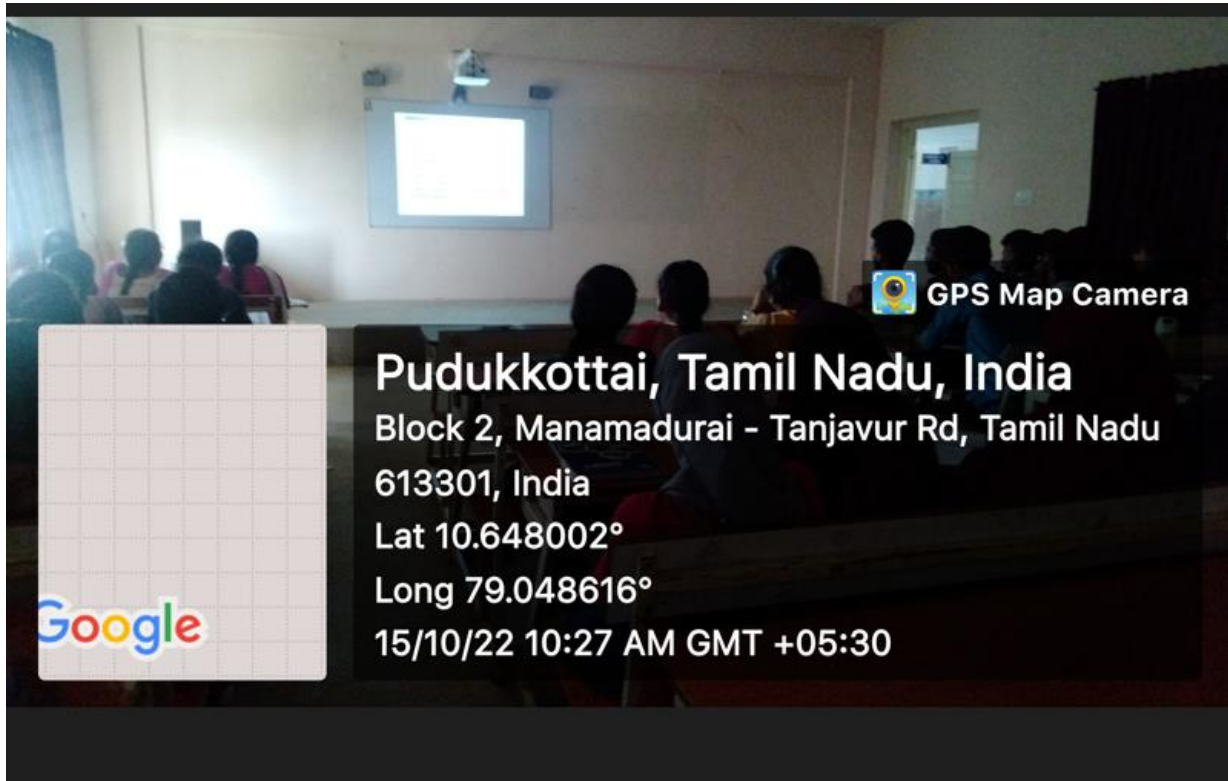 GPS Map Camera
Pudukkottai, Tamil Nadu, India
Block 2, Manamadurai - Tanjavur Rd, Tamil Nadu
613301, India
Lat 10.648002°
Long 79.048616°
15/10/22 10:27 AM GMT +05:30
Google